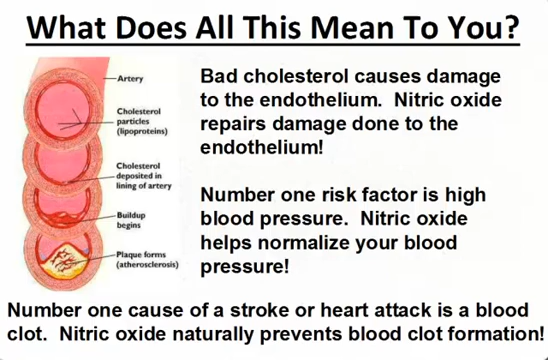 What Does All This Mean To You?
Artery
Cholesterol
particles
(lipoproteins)
Cholesterol
deposited in
lining of artery
Buildup
begins
Plaque forms
(atherosclerosis)
Bad cholesterol causes damage
to the endothelium.  Nitric oxide
repairs damage done to the
endothelium!
Number one risk factor is high
blood pressure.  Nitric oxide
helps normalize your blood
pressure!
Number one cause of a stroke or heart attack is a blood
clot.  Nitric oxide naturally prevents blood clot formation!